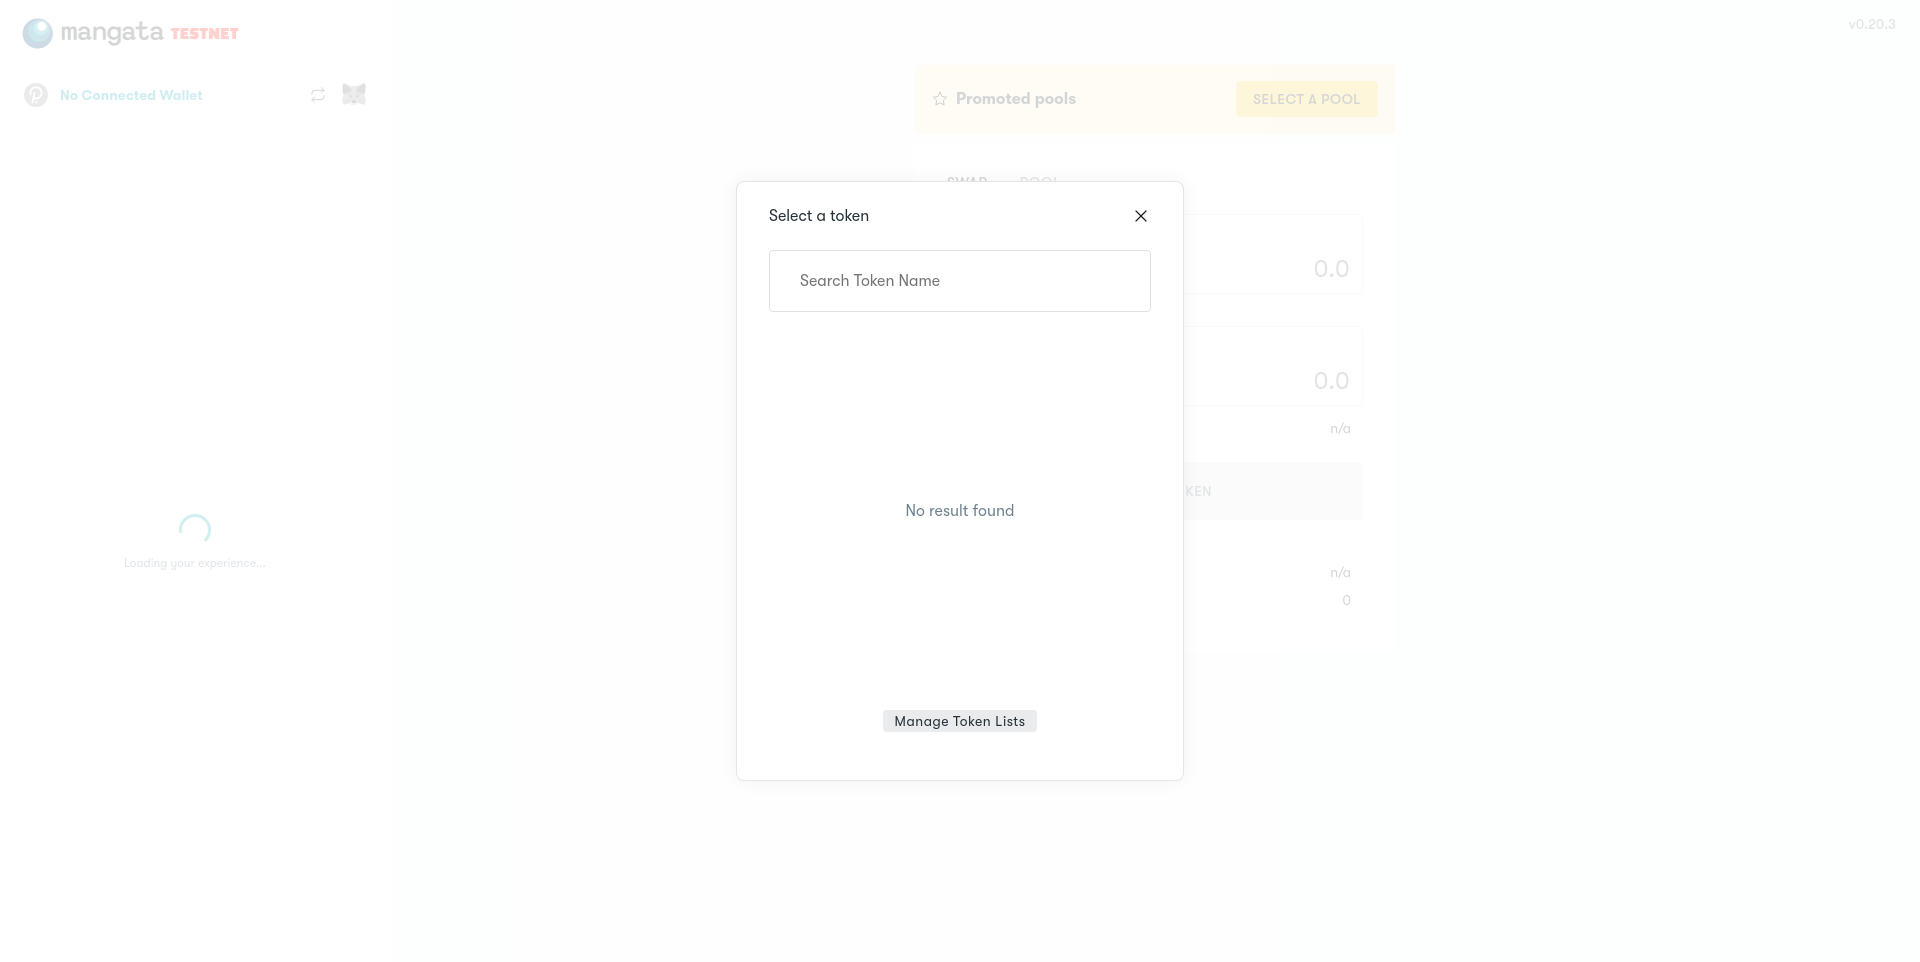 mangata TESTNET
v0.20.3
No Connected Wallet
Promoted pools
SELECT A POOL
SWAP POOL
Select a token
Search Token Name
0.0
0.0
n/a
No result found
KEN
Loading your experience...
n/a
0
Manage Token Lists